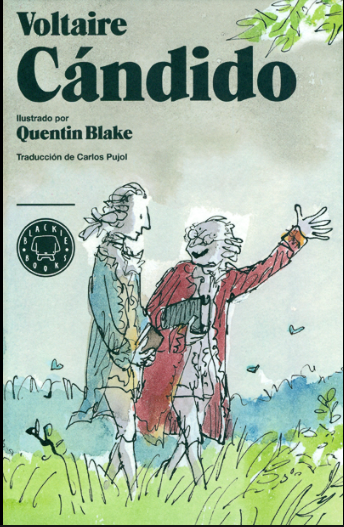 Voltaire
Cándido
Ilustrado por
Quentin Blake
Traducción de Carlos Pujol
BLACKIE
BOOKS